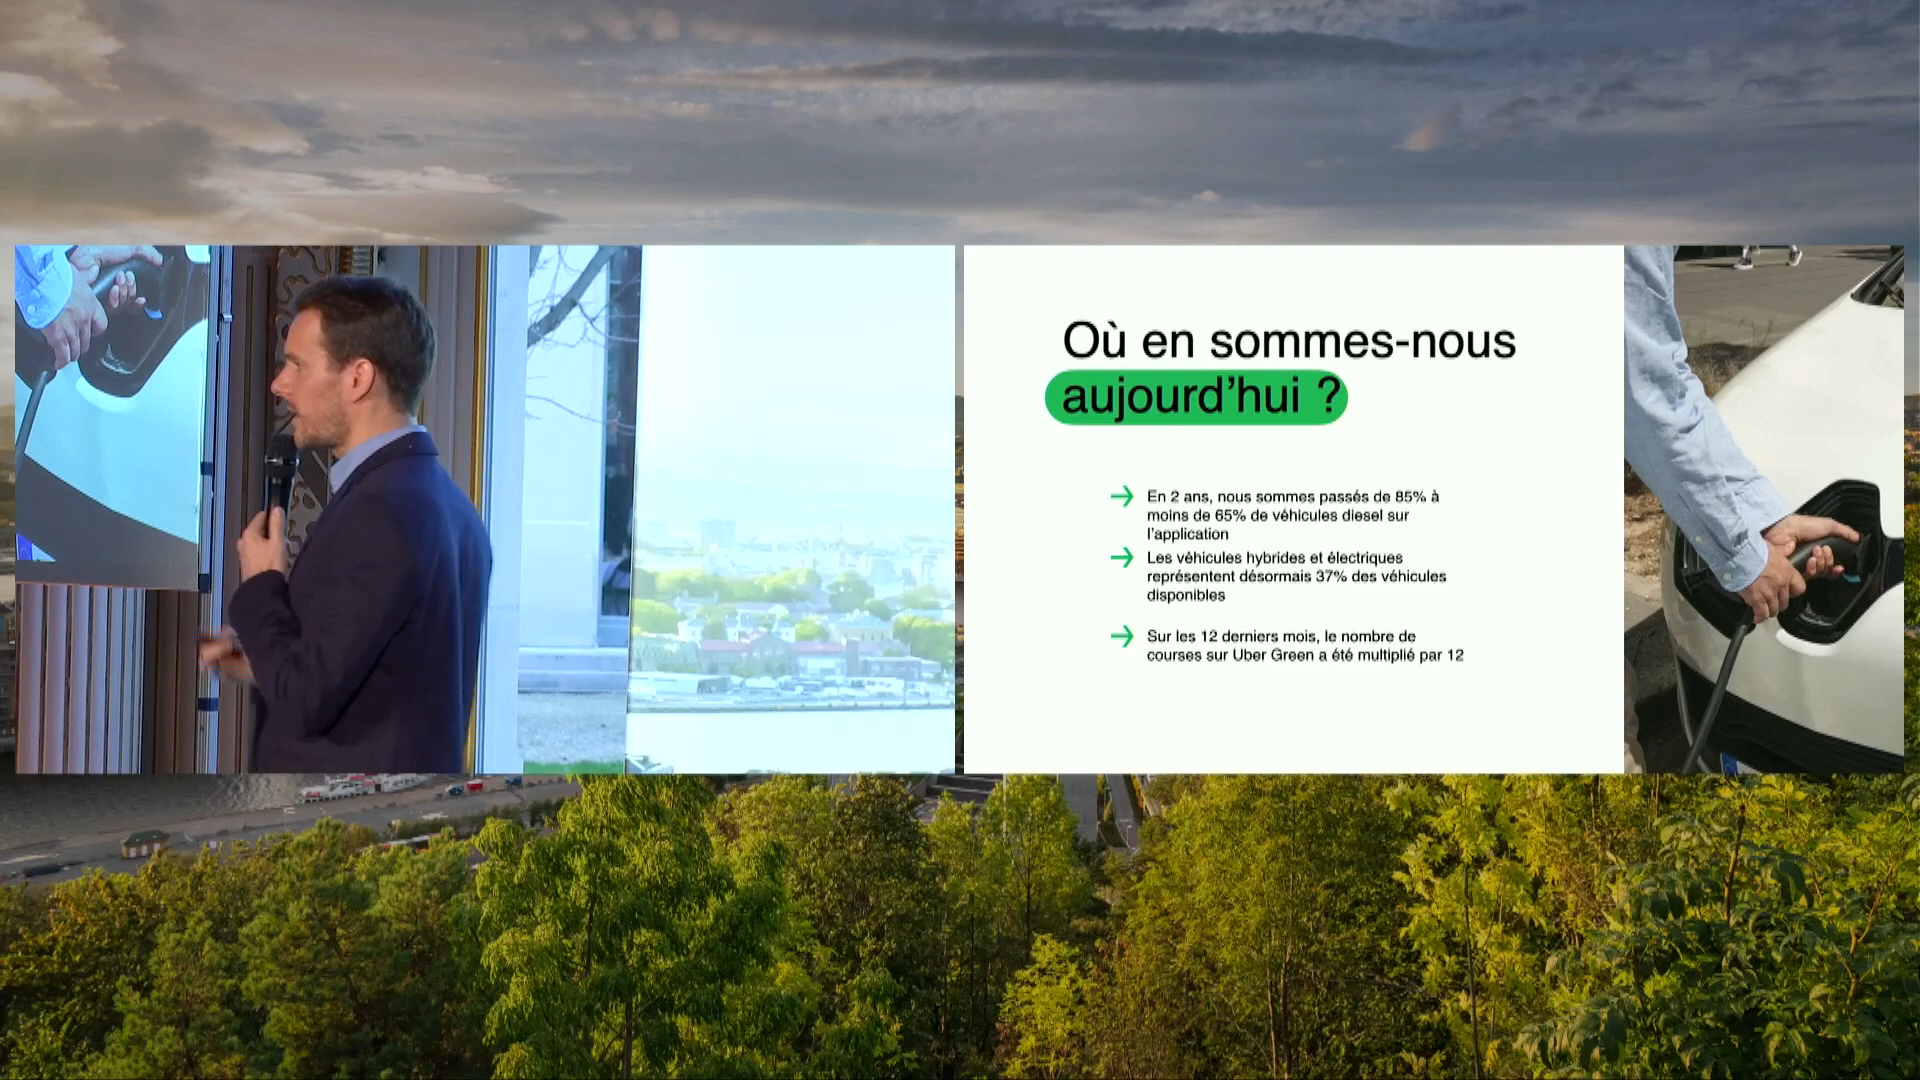 Où en sommes-nous
aujourd'hui ?
En 2 ans, nous sommes passés de 85% à
moins de 65% de véhicules diesel sur
l'application
Les véhicules hybrides et électriques
représentent désormais 37% des véhicules
disponibles
Sur les 12 derniers mois, le nombre de
courses sur Uber Green a été multiplié par 12